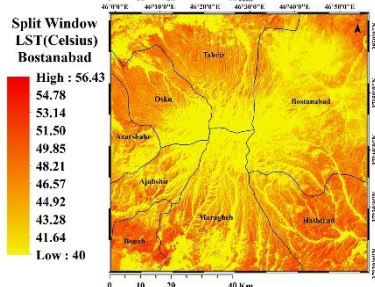 Split Window
LST(Celsius)
Bostanabad
High : 56.43
54.78
53.14
51.50
49.85
48.21
46.57
44.92
43.28
41.64
Low : 40
46°0'0"E 46°10'0"E 46°20'0"E 46°30'0"E 46°40'0"E 46°50'0"E
Tabriz
Osku
Bostanabad
Azarshahr
Ajabshir
Maragheh
Hashtrud
Bonab
0 10 20 40 Km